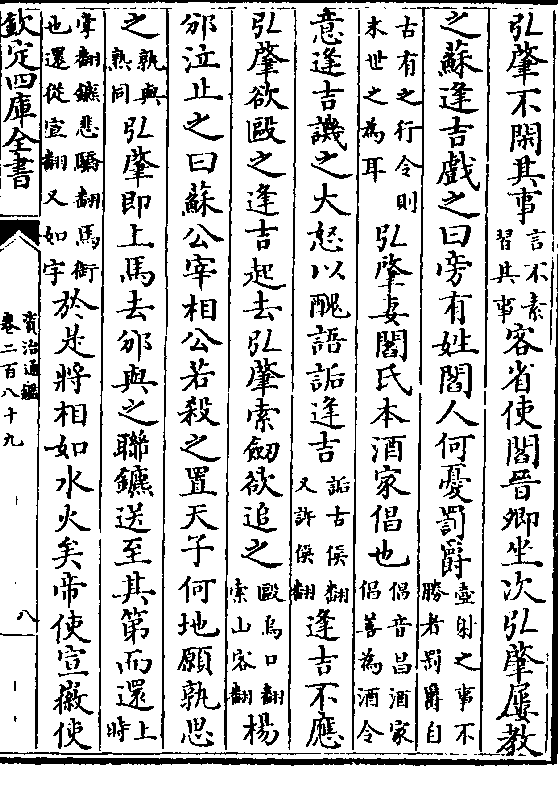 弘肇不閑其事言不素習其事客省使閻晉卿坐次弘肇屢教
之蘇逢吉戲之曰旁有姓閻人何憂罰爵壺射之事不勝者罰爵自
古有之行令則末世之為耳弘肇妻閻氏本酒家倡也倡音昌酒家倡善為酒令
意逢吉譏之大怒以醜語詬逢吉詬古侯翻又許侯翻逢吉不應
弘肇欲毆之逢吉起去弘肇索劒欲追之毆烏口翻索山客翻楊
邠泣止之曰蘇公宰相公若殺之置天子何地願孰思
之孰與熟同弘肇即上馬去邠與之聯鑣送至其第而還上時
掌翻鑣悲驕翻馬銜也還從宣翻又如字於是將相如水火矣帝使宣徽使
欽定四庫全書
資治通鑑
卷二百八十九
八